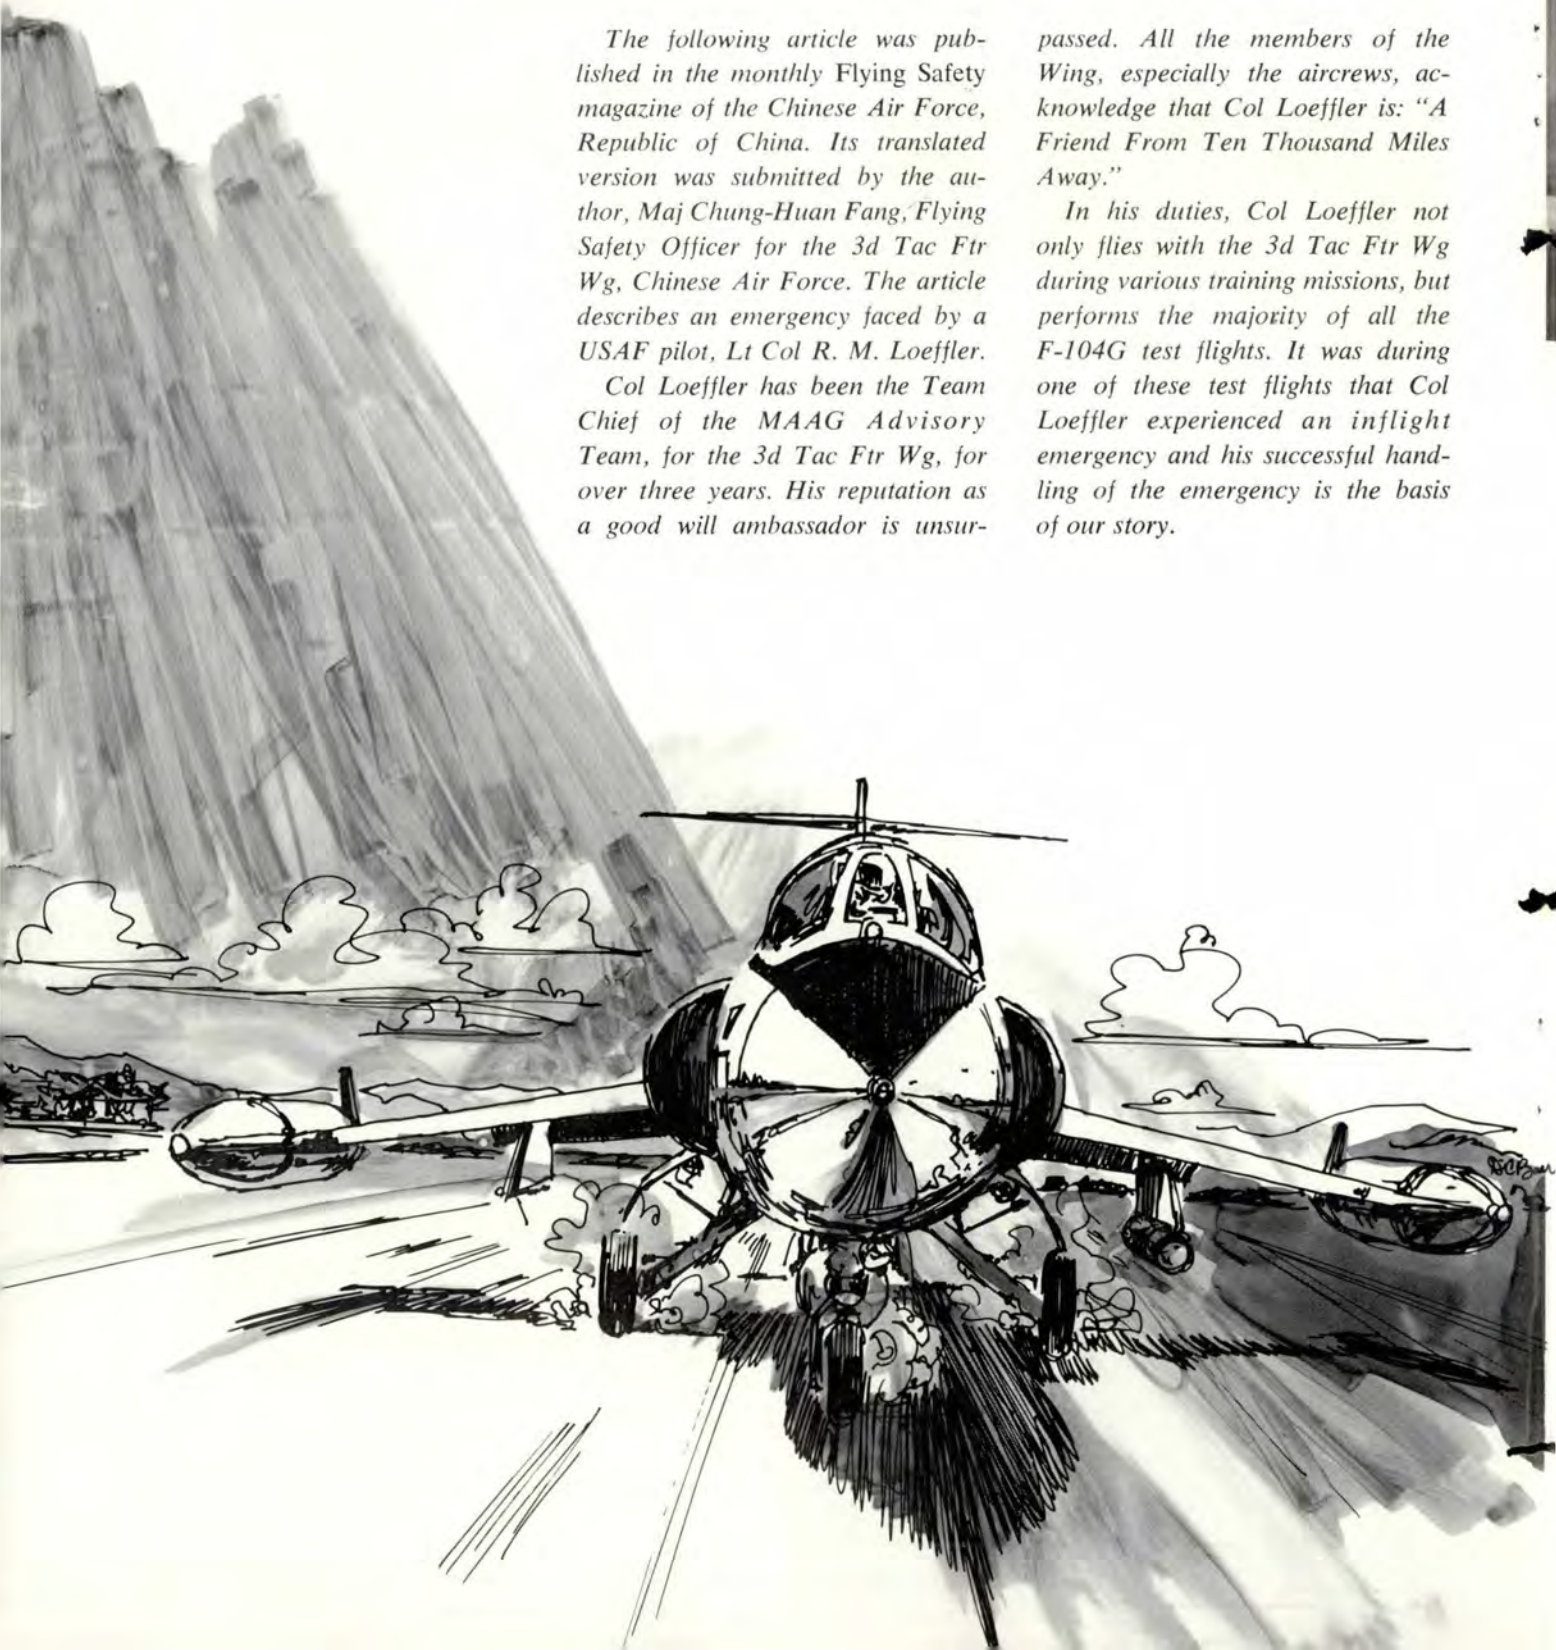 The following article was pub-
lished in the monthly Flying Safety
magazine of the Chinese Air Force,
Republic of China. Its translated
version was submitted by the au-
thor, Maj Chung-Huan Fang, Flying
Safety Officer for the 3d Tac Ftr
Wg, Chinese Air Force. The article
describes an emergency faced by a
USAF pilot, Lt Col R. M. Loeffler.
Col Loeffler has been the Team
Chief of the MAAG Advisory
Team, for the 3d Tac Ftr Wg, for
over three years. His reputation as
a good will ambassador is unsur-
passed. All the members of the
Wing, especially the aircrews, ac-
knowledge that Col Loeffler is: "A
Friend From Ten Thousand Miles
Away."
In his duties, Col Loeffler not
only flies with the 3d Tac Ftr Wg
during various training missions, but
performs the majority of all the
F-104G test flights. It was during
one of these test flights that Col
Loeffler experienced an inflight
emergency and his successful hand-
ling of the emergency is the basis
of our story.